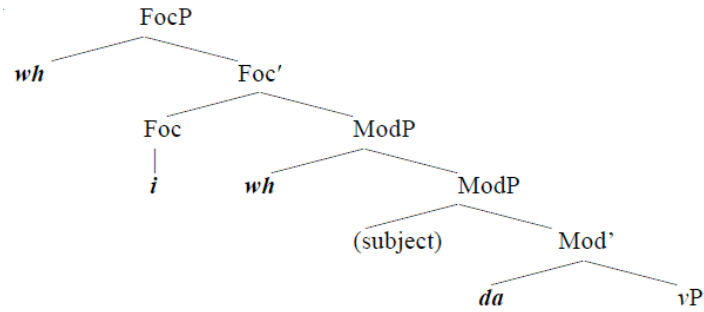 FocP
wh Foc′
Foc ModP
i wh ModP
(subject) Mod’
da vP